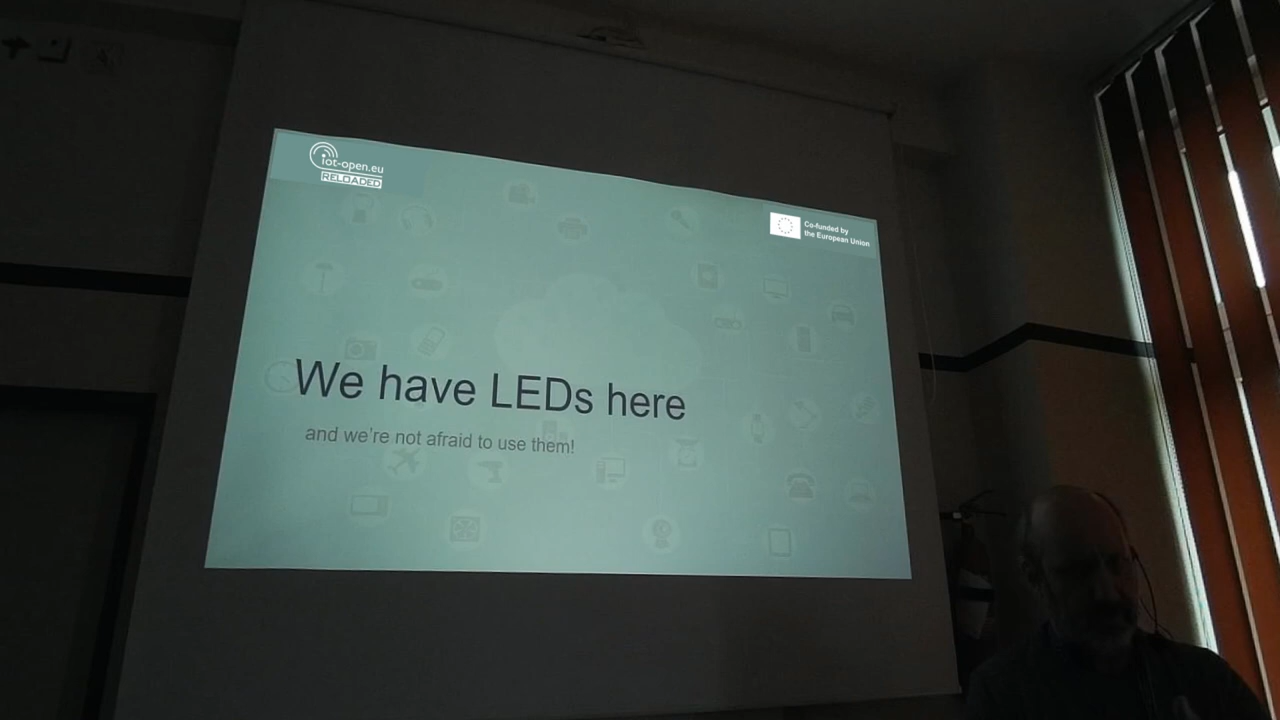 iot-open.eu
RELOADED
Co-funded by
the European Union
We have LEDs here
and we're not afraid to use them!